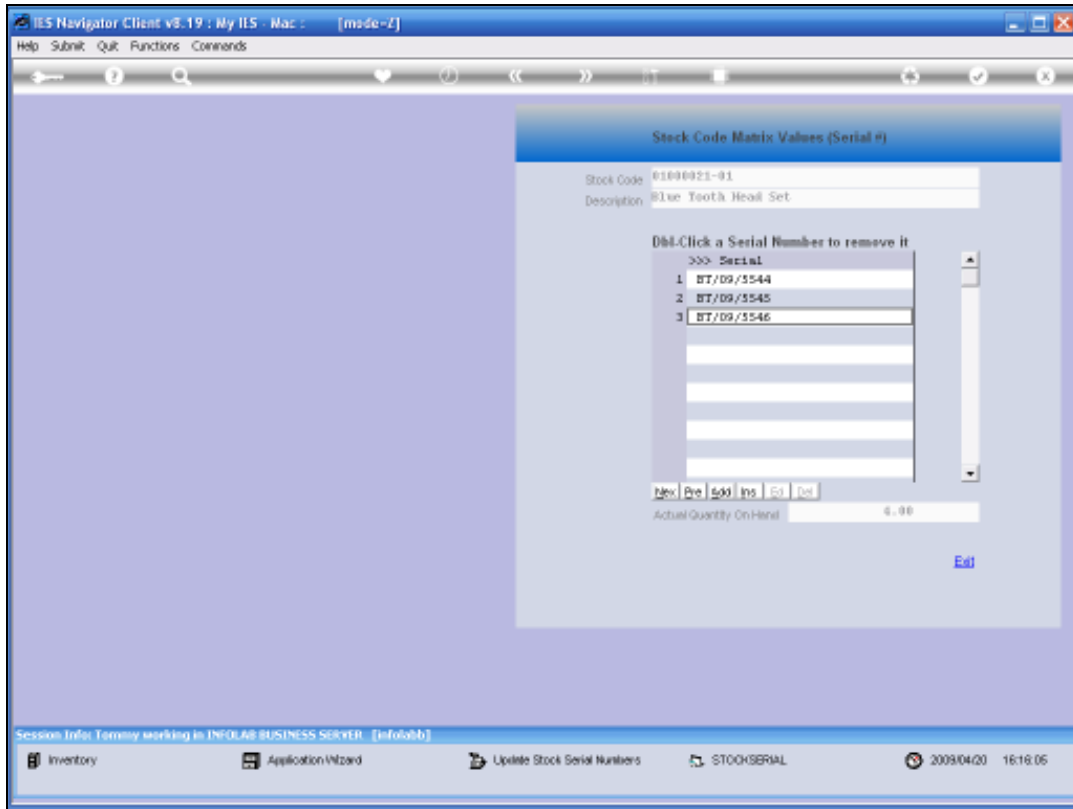 IES Navigator Client v8.19 : My IES - Mac : [mode=Z]
Help Submit Quit Functions Commands
Stock Code Matrix Values (Serial #)
Stock Code 01000021-01
Description Blue Tooth Head Set
Dbl-Click a Serial Number to remove it
>>> Serial
1 BT/09/5544
2 BT/09/5545
3 BT/09/5546
Nex Pre Add Ins Ed Del
Actual Quantity On Hand
Exit
Session Info: Tommy working in INFOLAB BUSINESS SERVER [infolabb]
Inventory Application Wizard Update Stock Serial Numbers STOCKSERIAL 2009/04/20 16:16:05